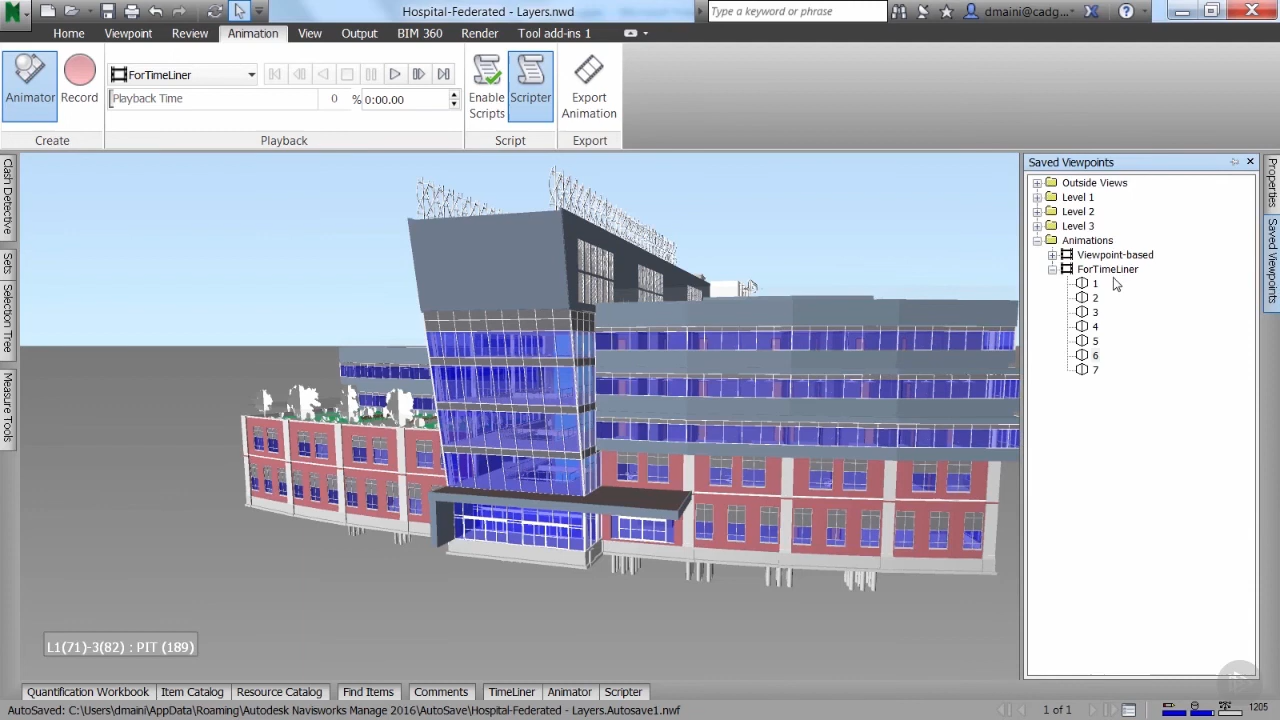 Hospital-Federated - Layers.nwd
Type a keyword or phrase
dmaini@cadg...
Home Viewpoint Review Animation View Output BIM 360 Render Tool add-ins 1
Animator
Record
ForTimeLiner
Playback Time 0 % 0:00.00
Enable Scripts
Scripter
Export Animation
Create Playback Script Export
Clash Detective
Sets
Selection Tree
Measure Tools
L1(71)-3(82) : PIT (189)
Saved Viewpoints
Outside Views
Level 1
Level 2
Level 3
Animations
Viewpoint-based
ForTimeLiner
1
2
3
4
5
6
7
Properties
Saved Viewpoints
Quantification Workbook Item Catalog Resource Catalog Find Items Comments TimeLiner Animator Scripter
AutoSaved: C:\Users\dmaini\AppData\Roaming\Autodesk Navisworks Manage 2016\AutoSave\Hospital-Federated - Layers.Autosave1.nwf
1 of 1
1205